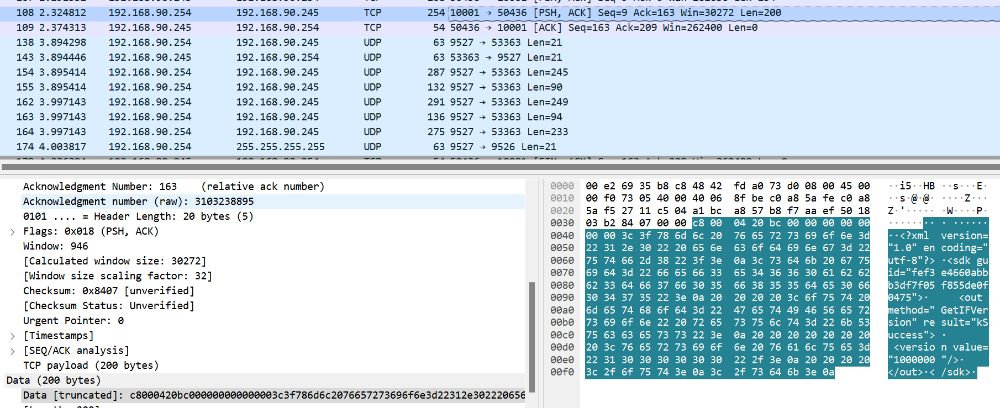 108 2.324812 192.168.90.254 192.168.90.245 TCP 254 10001 → 50436 [PSH, ACK] Seq=9 Ack=163 Win=30272 Len=200
109 2.374313 192.168.90.245 192.168.90.254 TCP 54 50436 → 10001 [ACK] Seq=163 Ack=209 Win=262400 Len=0
138 3.894298 192.168.90.254 192.168.90.245 UDP 63 9527 → 53363 Len=21
143 3.894446 192.168.90.245 192.168.90.254 UDP 63 53363 → 9527 Len=21
154 3.895414 192.168.90.254 192.168.90.245 UDP 287 9527 → 53363 Len=245
155 3.895414 192.168.90.254 192.168.90.245 UDP 132 9527 → 53363 Len=90
162 3.997143 192.168.90.254 192.168.90.245 UDP 291 9527 → 53363 Len=249
163 3.997143 192.168.90.254 192.168.90.245 UDP 136 9527 → 53363 Len=94
164 3.997143 192.168.90.254 192.168.90.245 UDP 275 9527 → 53363 Len=233
174 4.003817 192.168.90.254 255.255.255.255 UDP 63 9527 → 9526 Len=21
Acknowledgment Number: 163 (relative ack number)
Acknowledgment number (raw): 3103238895
0101 .... = Header Length: 20 bytes (5)
Flags: 0x018 (PSH, ACK)
Window: 946
[Calculated window size: 30272]
[Window size scaling factor: 32]
Checksum: 0x8407 [unverified]
[Checksum Status: Unverified]
Urgent Pointer: 0
[Timestamps]
[SEQ/ACK analysis]
TCP payload (200 bytes)
Data (200 bytes)
Data [truncated]: c8000420bc000000000000003c3f786d6c2076657273696f6e3d22312e302220656
0000 00 e2 69 35 b8 c8 48 42 fd a0 73 d0 08 00 45 00 ··i5··HB ··s···E·
0010 00 f0 73 05 40 00 40 06 8f be c0 a8 5a fe c0 a8 ··s·@·@· ····Z···
0020 5a f5 27 11 c5 04 a1 bc a8 57 b8 f7 aa ef 50 18 Z·'····· ·W····P·
0030 03 b2 84 07 00 00 c8 00 04 20 bc 00 00 00 00 00 ········ · ······
0040 00 00 3c 3f 78 6d 6c 20 76 65 72 73 69 6f 6e 3d ··<?xml version=
0050 22 31 2e 30 22 20 65 6e 63 6f 64 69 6e 67 3d 22 "1.0" en coding="
0060 75 74 66 2d 38 22 3f 3e 0a 3c 73 64 6b 20 67 75 utf-8"?> ·<sdk gu
0070 69 64 3d 22 66 65 66 33 65 34 36 36 30 61 62 62 id="fef3 e4660abb
0080 62 33 64 66 37 66 30 35 66 38 35 35 64 65 30 66 b3df7f05 f855de0f
0090 30 34 37 35 22 3e 0a 20 20 20 20 3c 6f 75 74 20 0475">· <out
00a0 6d 65 74 68 6f 64 3d 22 47 65 74 49 46 56 65 72 method=" GetIFVer
00b0 73 69 6f 6e 22 20 72 65 73 75 6c 74 3d 22 6b 53 sion" re sult="kS
00c0 75 63 63 65 73 73 22 3e 0a 20 20 20 20 20 20 20 uccess"> ·
00d0 20 3c 76 65 72 73 69 6f 6e 20 76 61 6c 75 65 3d <versio n value=
00e0 22 31 30 30 30 30 30 30 22 2f 3e 0a 20 20 20 20 "1000000 "/>·
00f0 3c 2f 6f 75 74 3e 0a 3c 2f 73 64 6b 3e 0a </out>·< /sdk>·